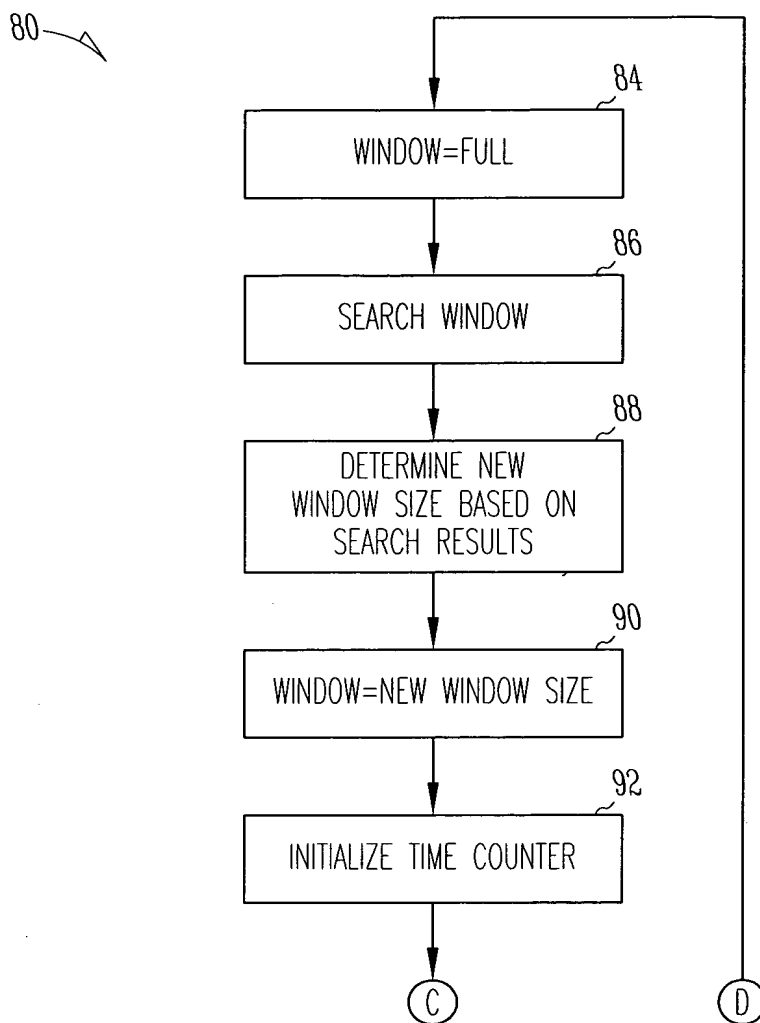 80
84
WINDOW=FULL
86
SEARCH WINDOW
88
DETERMINE NEW
WINDOW SIZE BASED ON
SEARCH RESULTS
90
WINDOW=NEW WINDOW SIZE
92
INITIALIZE TIME COUNTER
C
D